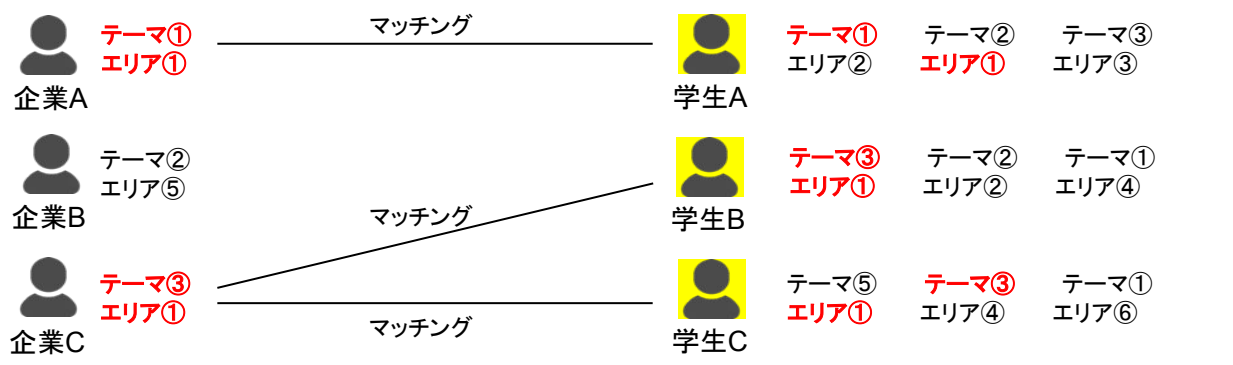 テーマ①
エリア①
企業A
マッチング
テーマ① テーマ② テーマ③
エリア② エリア① エリア③
学生A
テーマ②
エリア⑤
企業B
マッチング
テーマ③ テーマ② テーマ①
エリア① エリア② エリア④
学生B
テーマ③
エリア①
企業C
マッチング
テーマ⑤ テーマ③ テーマ①
エリア① エリア④ エリア⑥
学生C